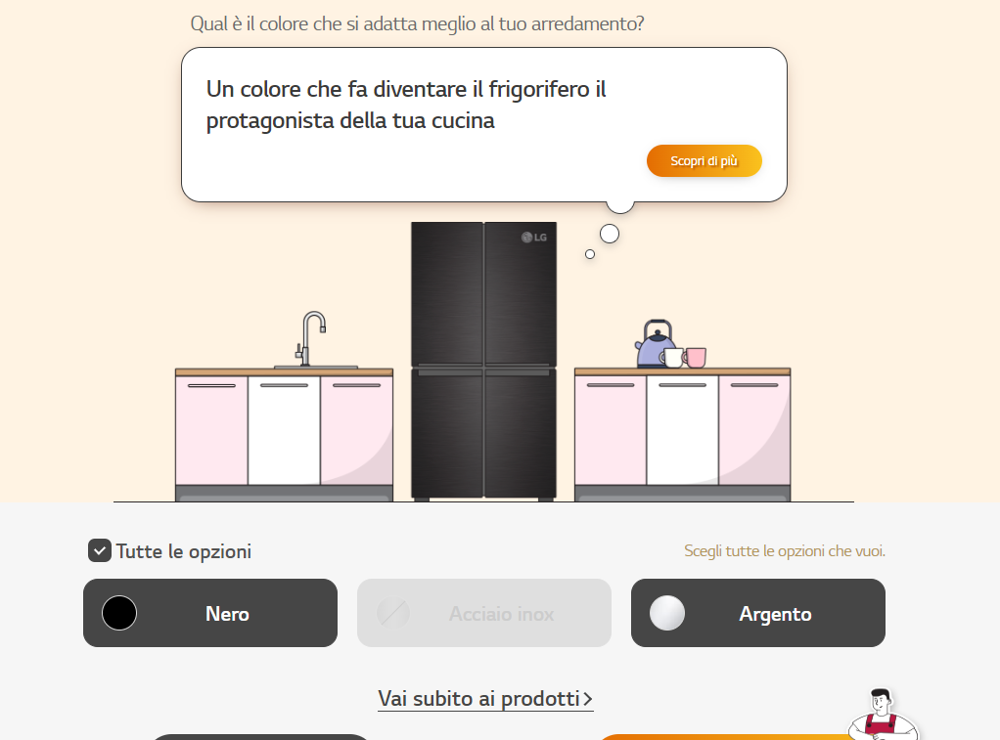 Qual è il colore che si adatta meglio al tuo arredamento?
Un colore che fa diventare il frigorifero il
protagonista della tua cucina
Scopri di più
LG
Tutte le opzioni
Scegli tutte le opzioni che vuoi.
Nero
Acciaio inox
Argento
Vai subito ai prodotti